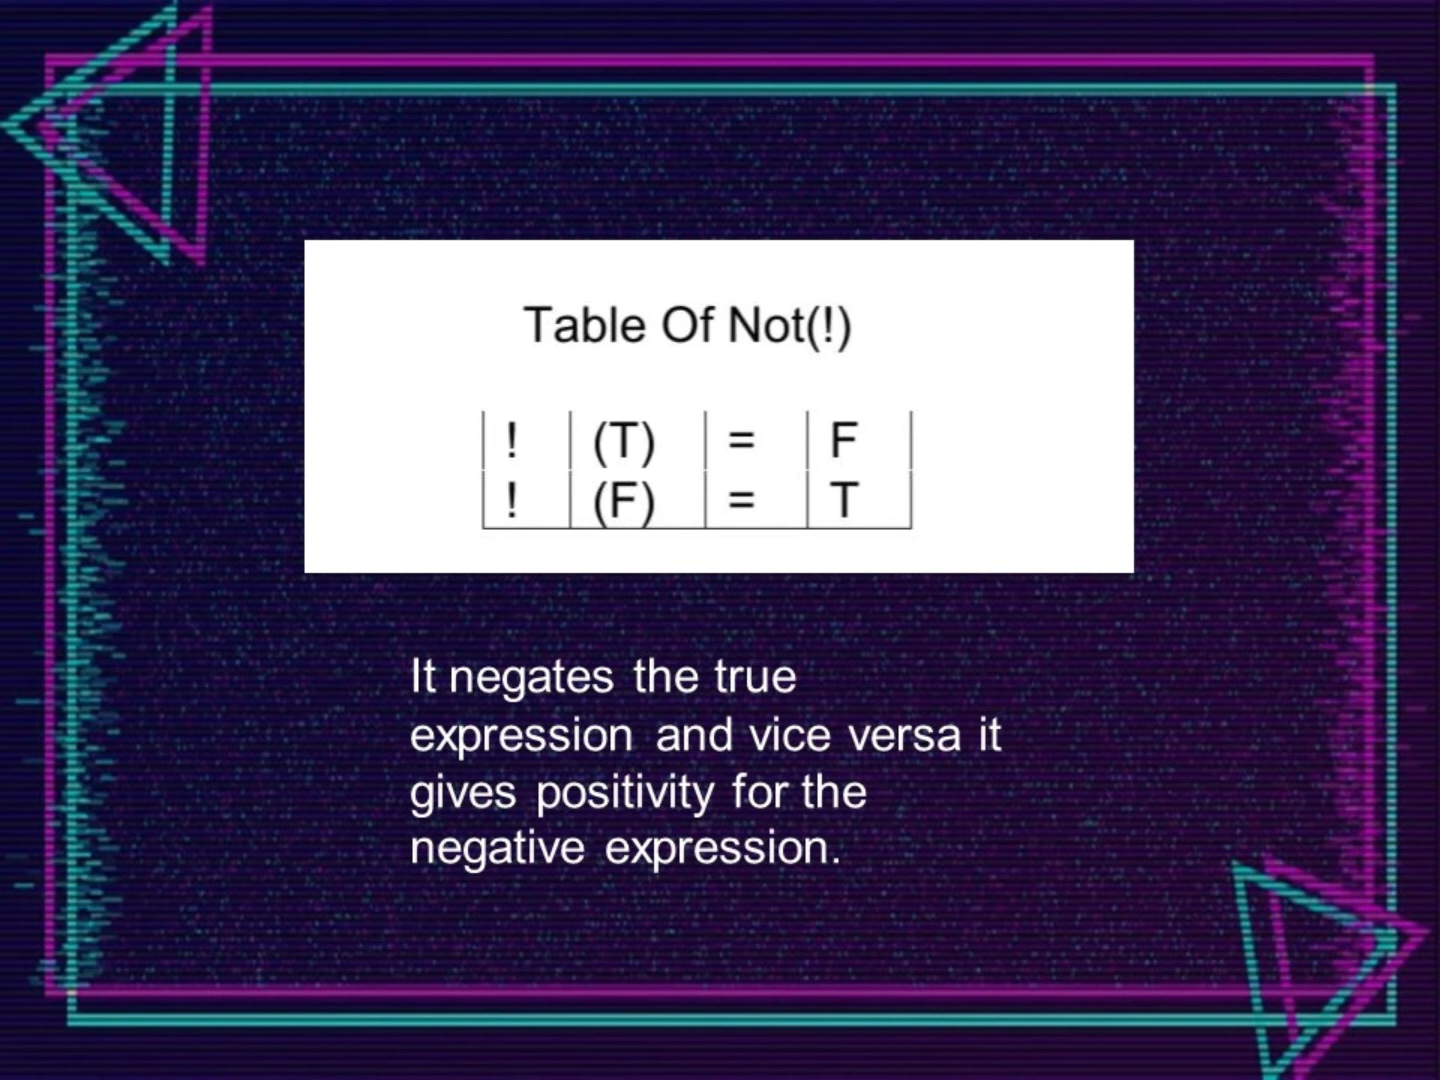 Table Of Not(!)
! (T) = F
! (F) = T
It negates the true
expression and vice versa it
gives positivity for the
negative expression.